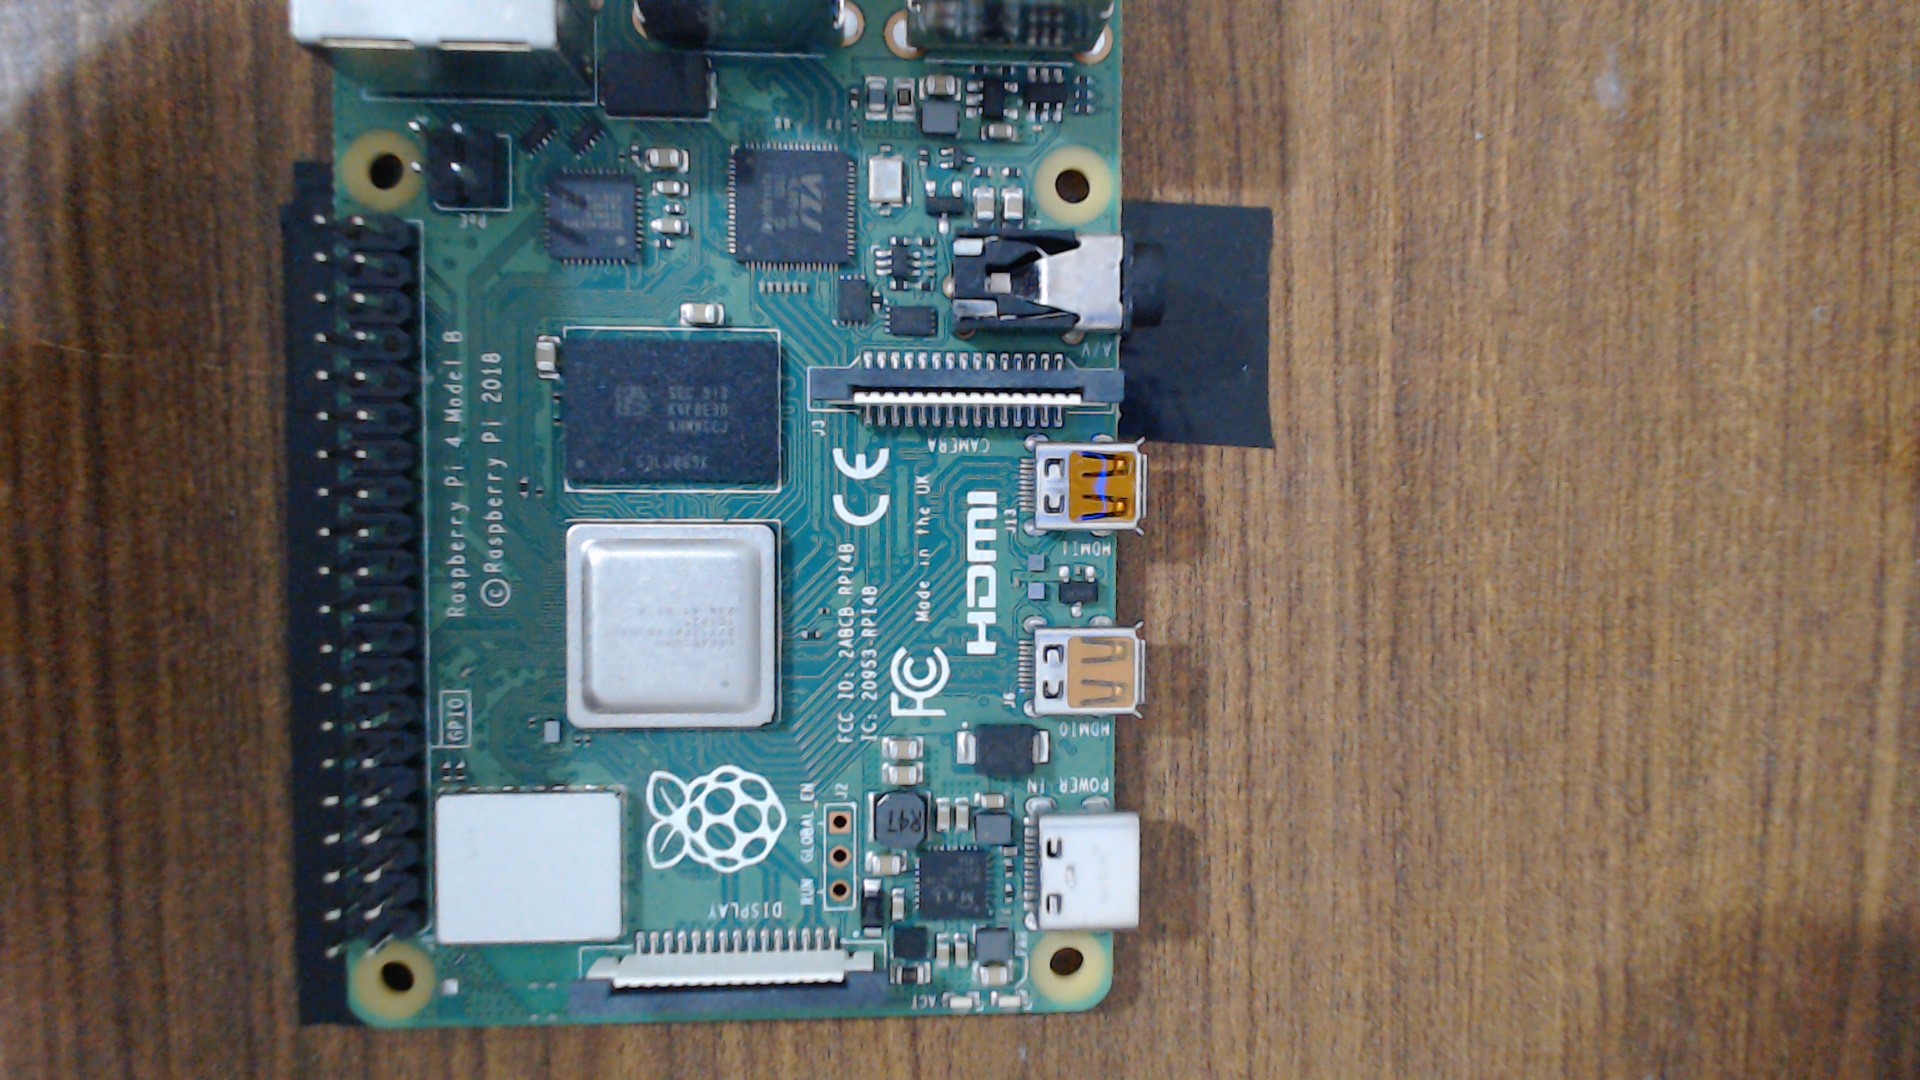 Raspberry Pi 4 Model B
©Raspberry Pi 2018
GPIO
PoE
VLI
A/V
J3
CAMERA
CE
FCC ID: 2ABCB-RPI4B
IC: 20953-RPI4B
Made in the UK
HDMI
FC
J13
HDMI1
J6
HDMI0
POWER IN
R47
J2
GLOBAL_EN
RUN
DISPLAY
ACT